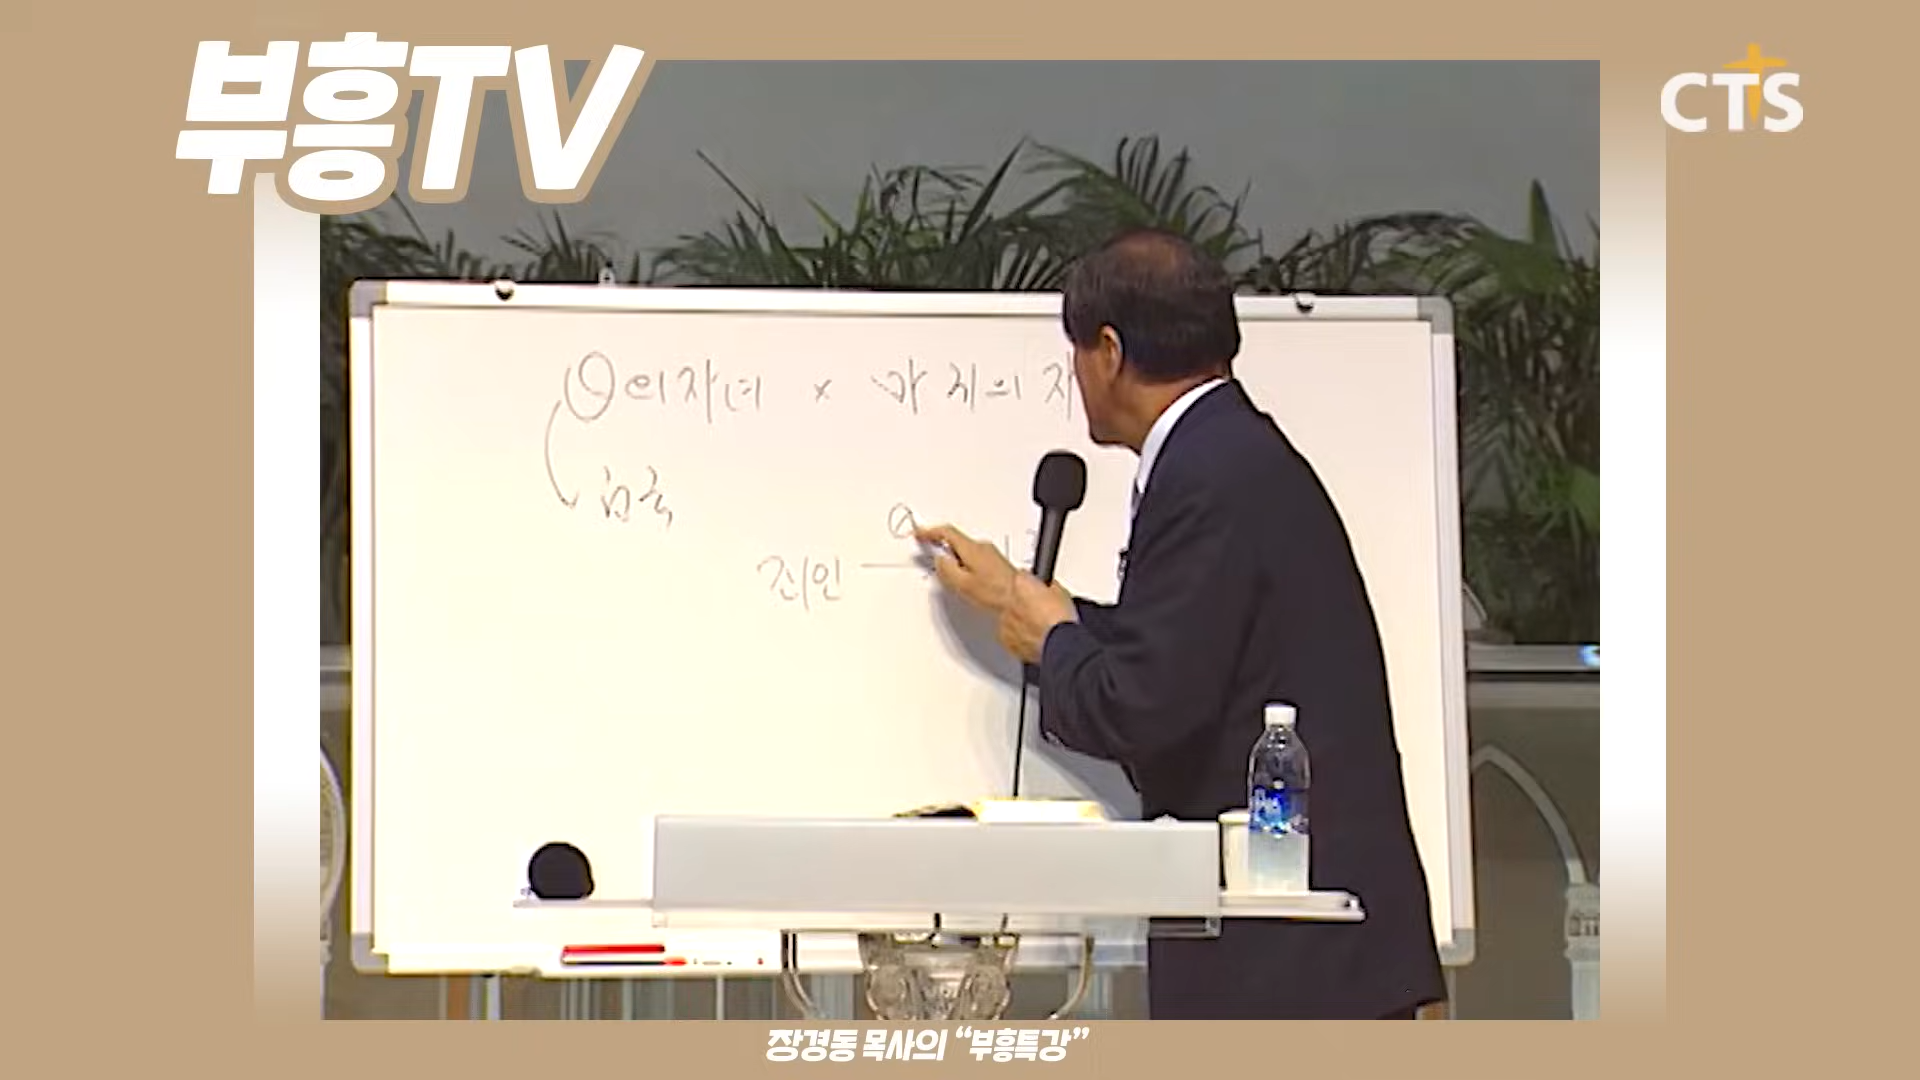 부흥TV
CTS
의 자녀 × 마귀의 자
죄인
장경동 목사의 “부흥특강”